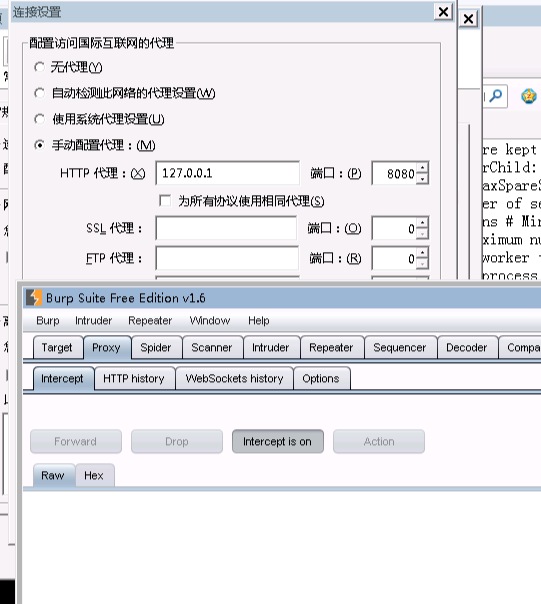 连接设置
配置访问国际互联网的代理
无代理(Y)
自动检测此网络的代理设置(W)
使用系统代理设置(U)
手动配置代理：(M)
HTTP 代理：(X) 127.0.0.1 端口：(P) 8080
为所有协议使用相同代理(S)
SSL 代理： 端口：(O) 0
FTP 代理： 端口：(R) 0
re kept
rChild:
axSpareS
er of se
ns # Min
ximum nu
worker
process
Burp Suite Free Edition v1.6
Burp Intruder Repeater Window Help
Target Proxy Spider Scanner Intruder Repeater Sequencer Decoder Compa
Intercept HTTP history WebSockets history Options
Forward Drop Intercept is on Action
Raw Hex